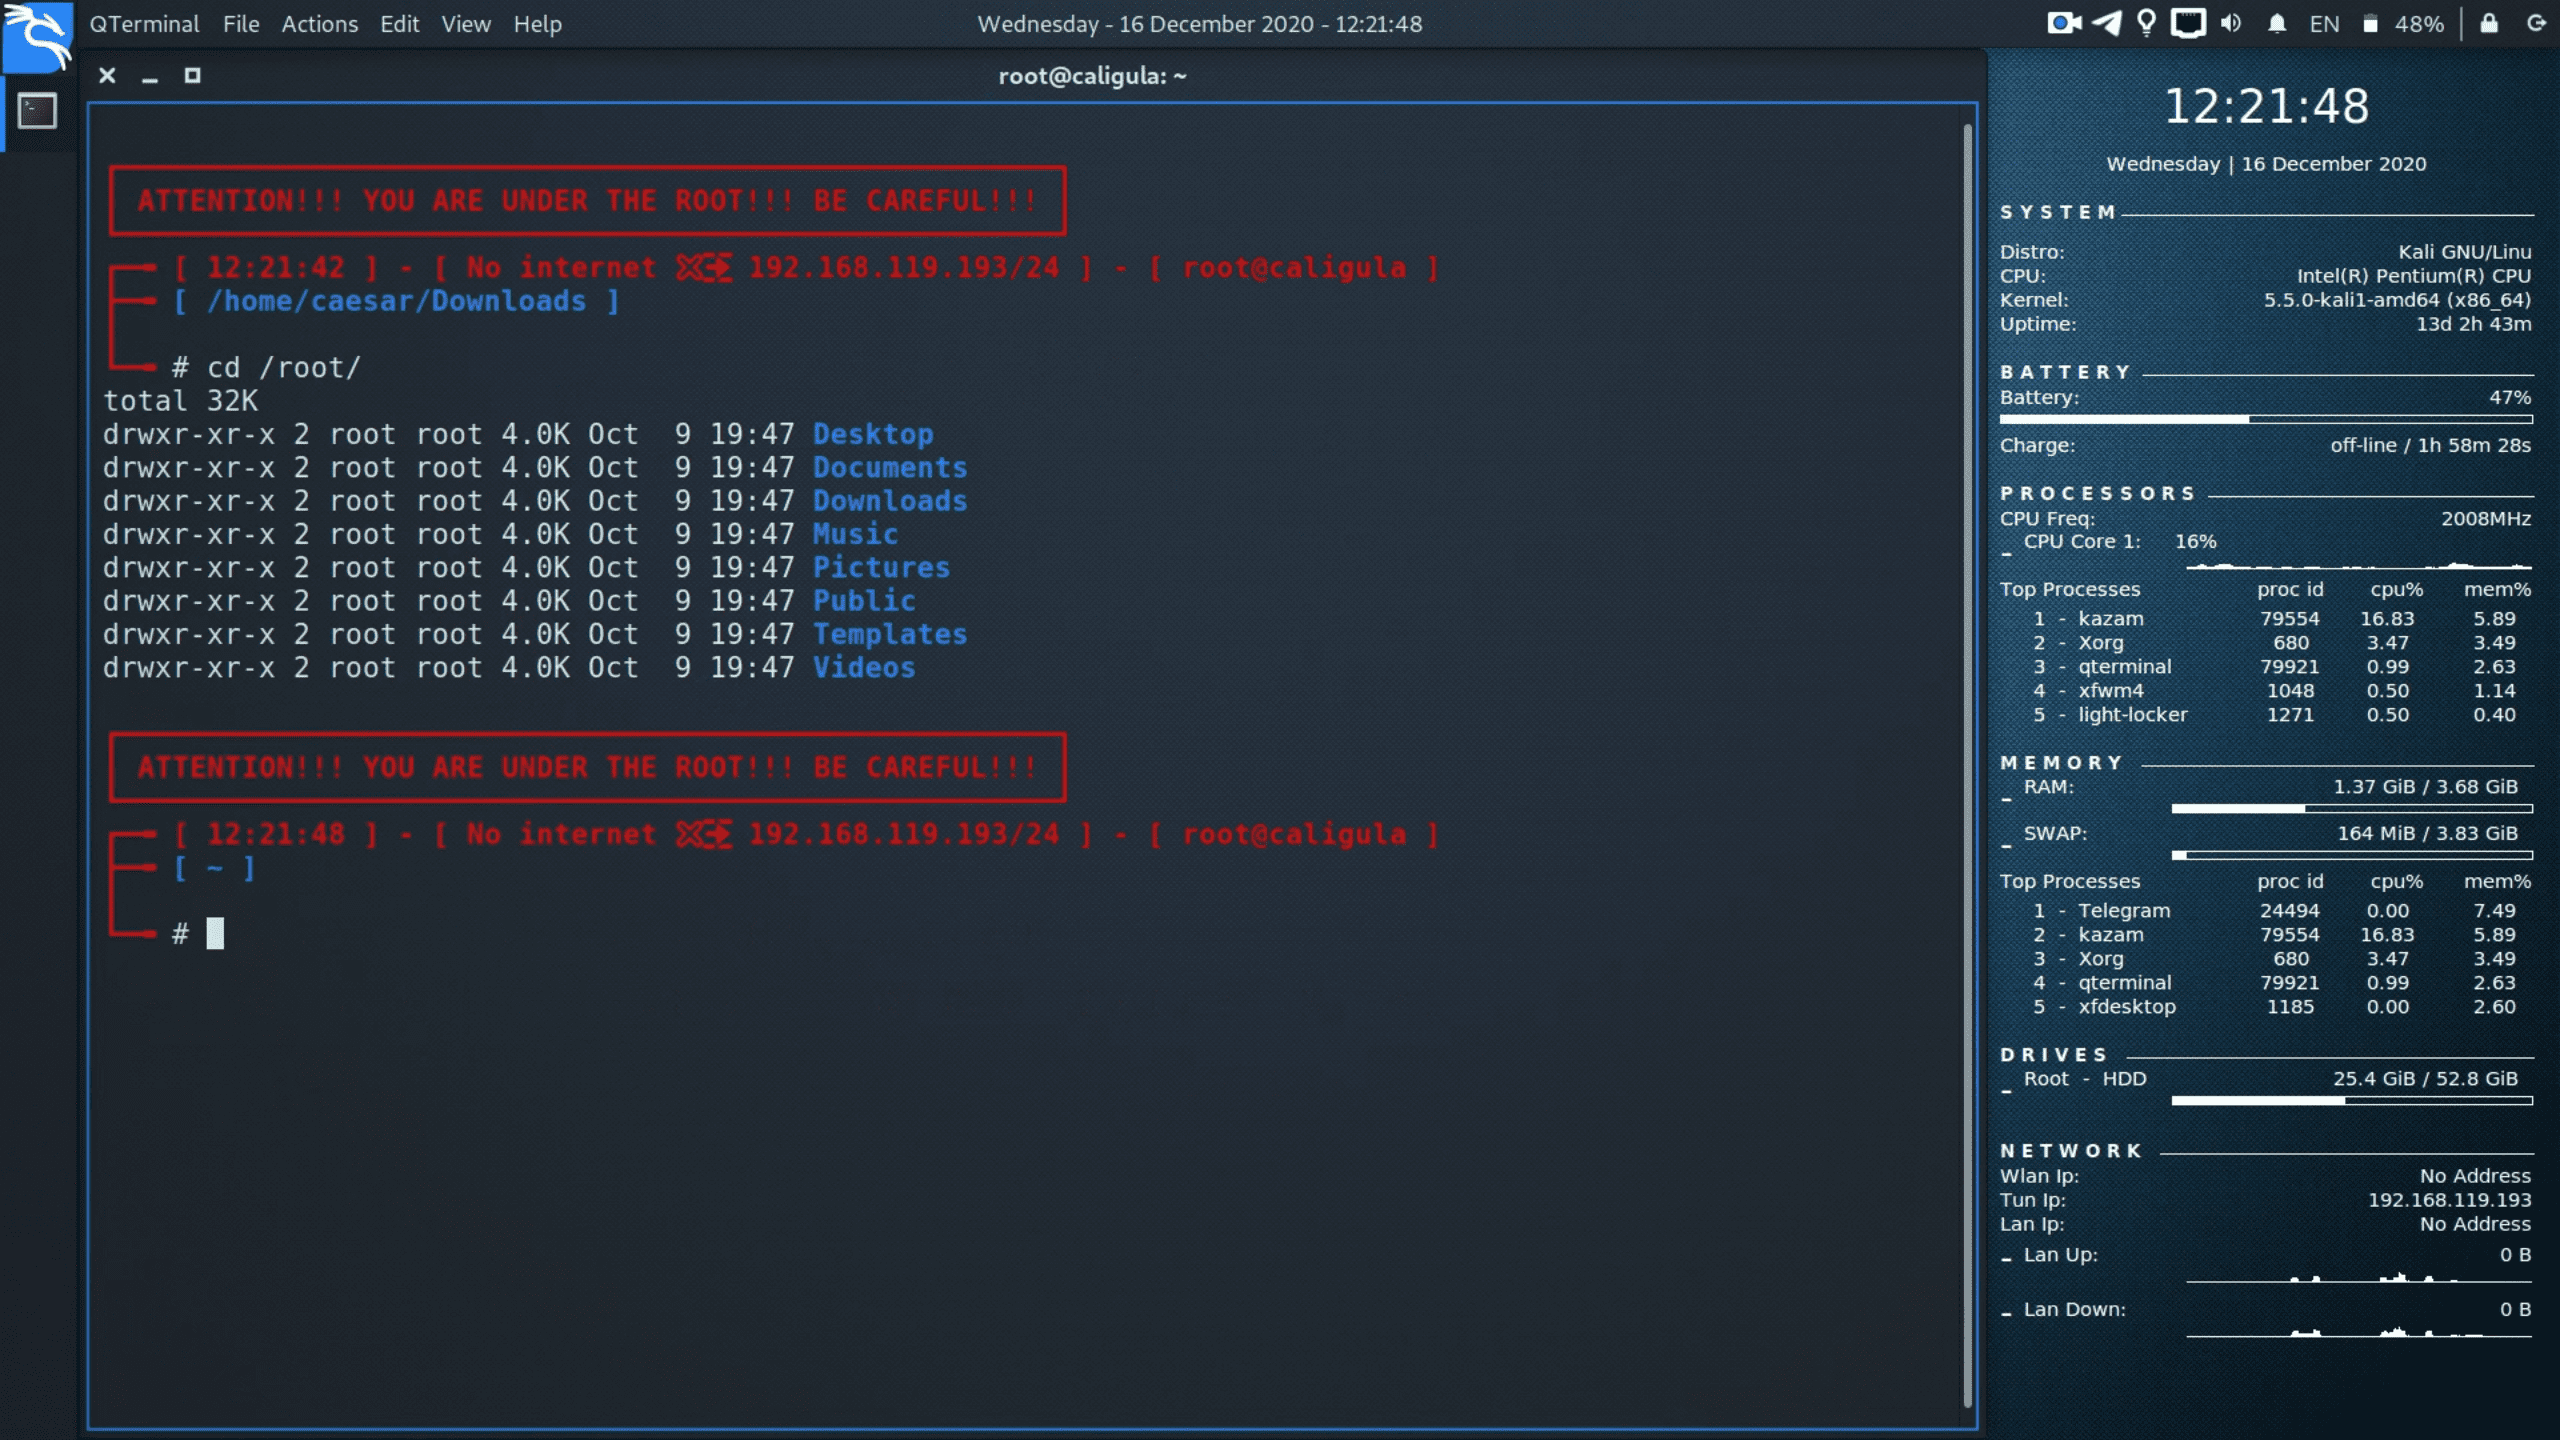 QTerminal File Actions Edit View Help Wednesday - 16 December 2020 - 12:21:48 EN 48%
root@caligula: ~
ATTENTION!!! YOU ARE UNDER THE ROOT!!! BE CAREFUL!!!
[ 12:21:42 ] - [ No internet 192.168.119.193/24 ] - [ root@caligula ]
[ /home/caesar/Downloads ]
# cd /root/
total 32K
drwxr-xr-x 2 root root 4.0K Oct  9 19:47 Desktop
drwxr-xr-x 2 root root 4.0K Oct  9 19:47 Documents
drwxr-xr-x 2 root root 4.0K Oct  9 19:47 Downloads
drwxr-xr-x 2 root root 4.0K Oct  9 19:47 Music
drwxr-xr-x 2 root root 4.0K Oct  9 19:47 Pictures
drwxr-xr-x 2 root root 4.0K Oct  9 19:47 Public
drwxr-xr-x 2 root root 4.0K Oct  9 19:47 Templates
drwxr-xr-x 2 root root 4.0K Oct  9 19:47 Videos
ATTENTION!!! YOU ARE UNDER THE ROOT!!! BE CAREFUL!!!
[ 12:21:48 ] - [ No internet 192.168.119.193/24 ] - [ root@caligula ]
[ ~ ]
#
12:21:48
Wednesday | 16 December 2020
SYSTEM
Distro: Kali GNU/Linu
CPU: Intel(R) Pentium(R) CPU
Kernel: 5.5.0-kali1-amd64 (x86_64)
Uptime: 13d 2h 43m
BATTERY
Battery: 47%
Charge: off-line / 1h 58m 28s
PROCESSORS
CPU Freq: 2008MHz
CPU Core 1: 16%
Top Processes proc id cpu% mem%
1 - kazam 79554 16.83 5.89
2 - Xorg 680 3.47 3.49
3 - qterminal 79921 0.99 2.63
4 - xfwm4 1048 0.50 1.14
5 - light-locker 1271 0.50 0.40
MEMORY
RAM: 1.37 GiB / 3.68 GiB
SWAP: 164 MiB / 3.83 GiB
Top Processes proc id cpu% mem%
1 - Telegram 24494 0.00 7.49
2 - kazam 79554 16.83 5.89
3 - Xorg 680 3.47 3.49
4 - qterminal 79921 0.99 2.63
5 - xfdesktop 1185 0.00 2.60
DRIVES
Root - HDD 25.4 GiB / 52.8 GiB
NETWORK
Wlan Ip: No Address
Tun Ip: 192.168.119.193
Lan Ip: No Address
Lan Up: 0 B
Lan Down: 0 B